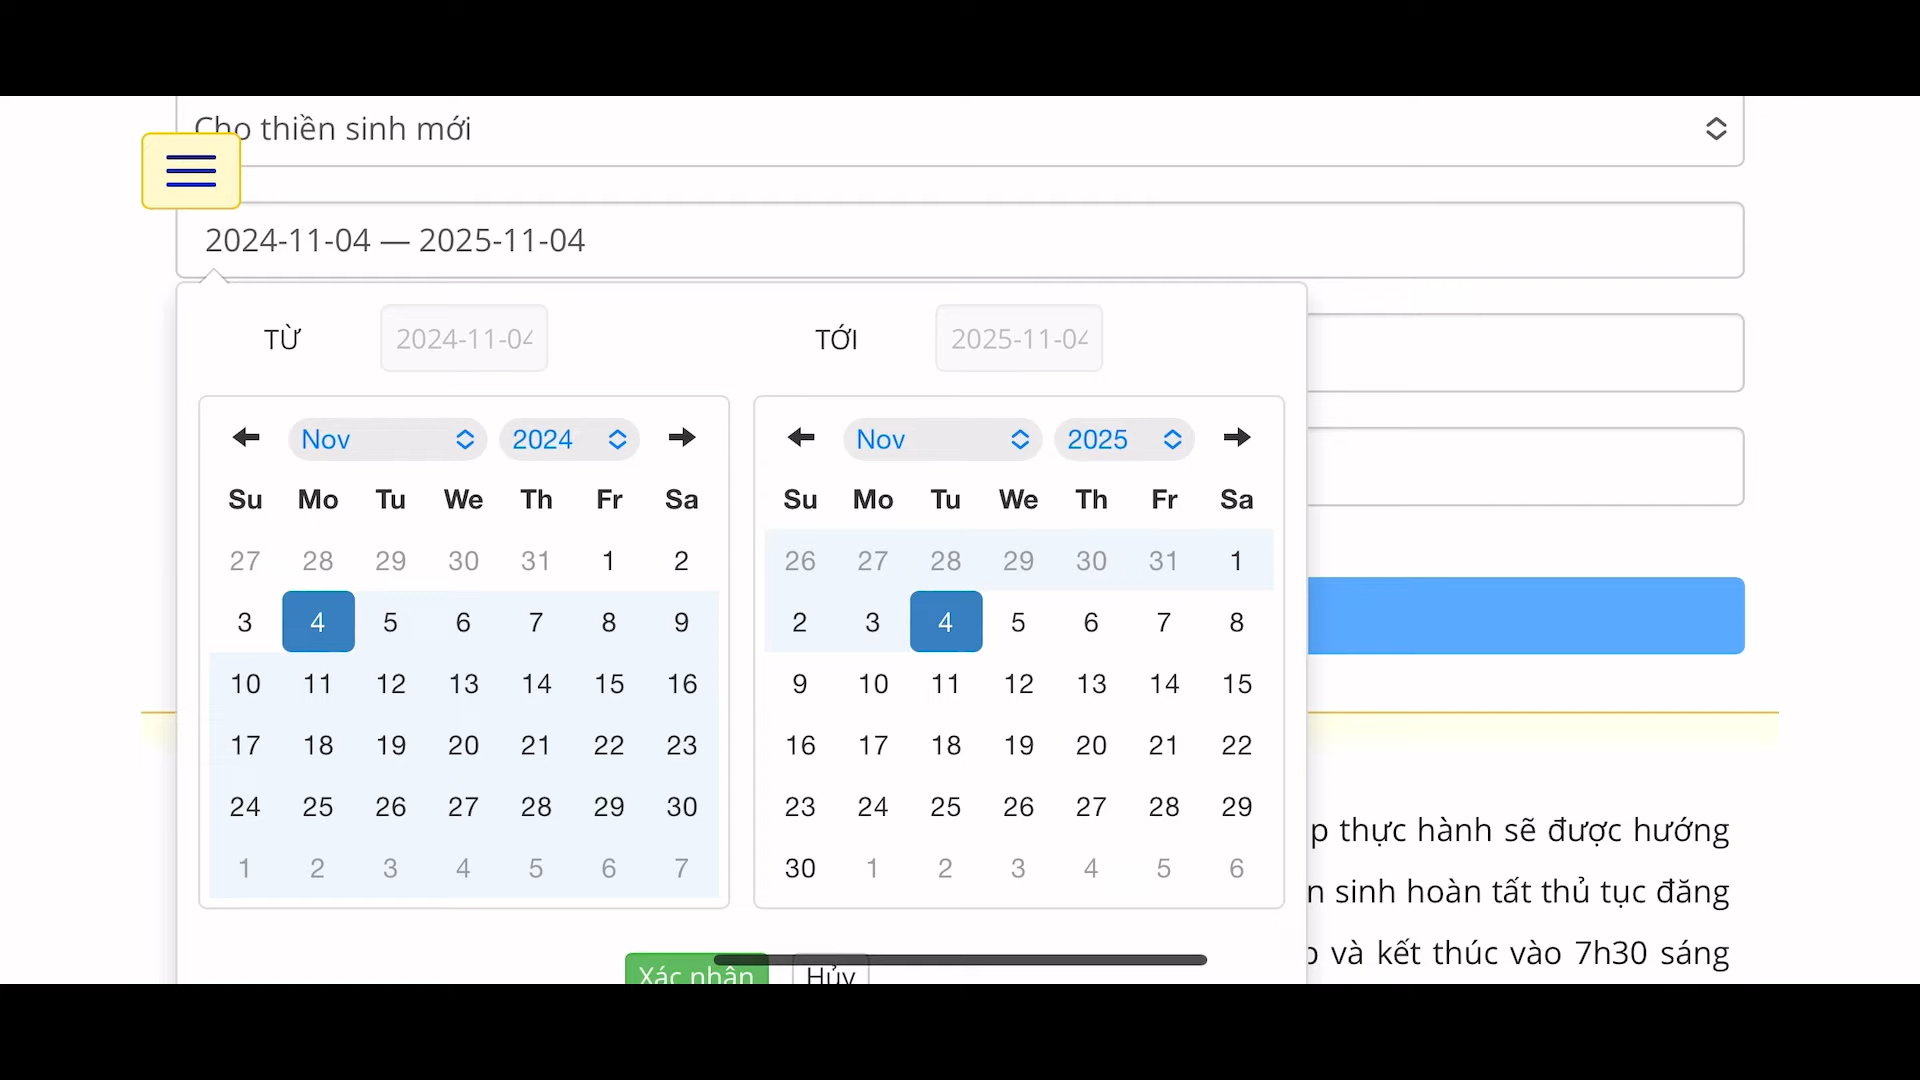 Cho thiền sinh mới
2024-11-04 — 2025-11-04
TỪ 2024-11-04 TỚI 2025-11-04
Nov 2024
Su Mo Tu We Th Fr Sa
27 28 29 30 31 1 2
3 4 5 6 7 8 9
10 11 12 13 14 15 16
17 18 19 20 21 22 23
24 25 26 27 28 29 30
1 2 3 4 5 6 7
Nov 2025
Su Mo Tu We Th Fr Sa
26 27 28 29 30 31 1
2 3 4 5 6 7 8
9 10 11 12 13 14 15
16 17 18 19 20 21 22
23 24 25 26 27 28 29
30 1 2 3 4 5 6
p thực hành sẽ được hướng
n sinh hoàn tất thủ tục đăng
và kết thúc vào 7h30 sáng
Xác nhận Hủy